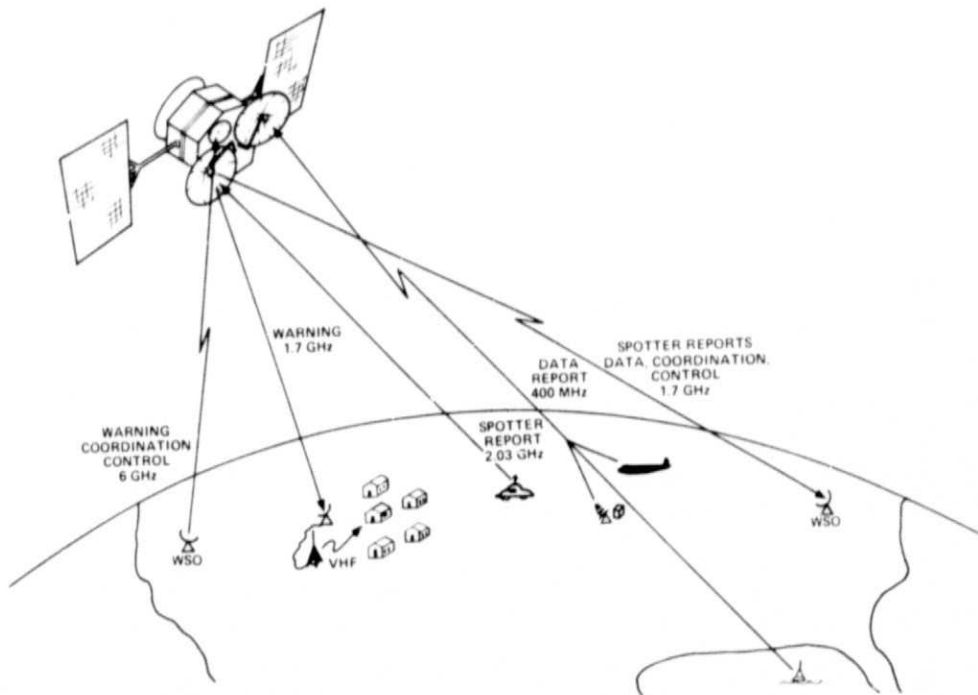 WARNING
1.7 GHz
SPOTTER REPORTS
DATA, COORDINATION,
CONTROL
1.7 GHz
DATA
REPORT
400 MHz
SPOTTER
REPORT
2.03 GHz
WARNING
COORDINATION
CONTROL
6 GHz
WSO
VHF
WSO